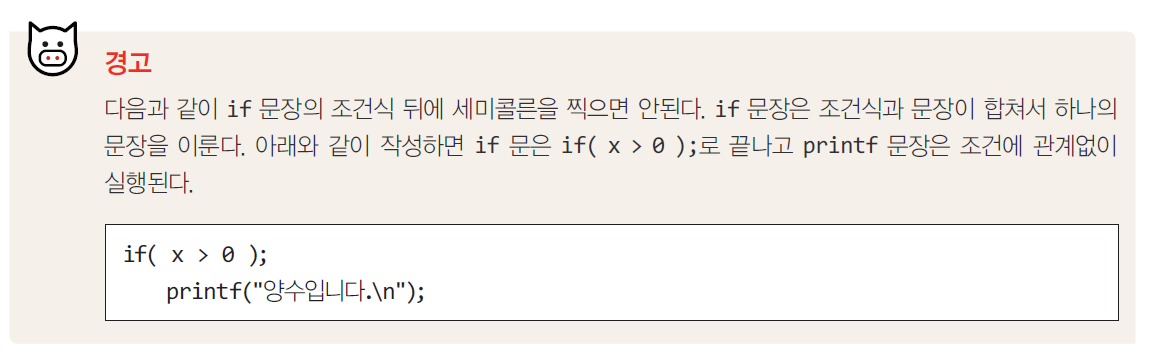 경고
다음과 같이 if 문장의 조건식 뒤에 세미콜른을 찍으면 안된다. if 문장은 조건식과 문장이 합쳐서 하나의
문장을 이룬다. 아래와 같이 작성하면 if 문은 if( x > 0 );로 끝나고 printf 문장은 조건에 관계없이
실행된다.
if( x > 0 );
printf("양수입니다.\n");